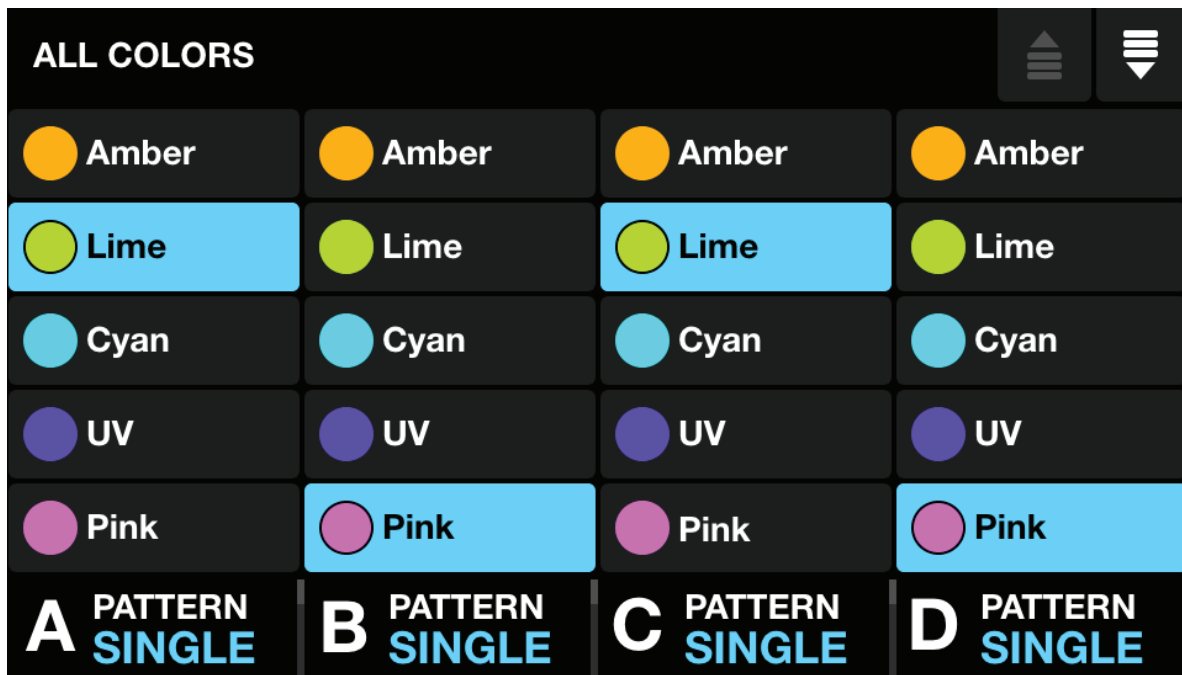 ALL COLORS
Amber Amber Amber Amber
Lime Lime Lime Lime
Cyan Cyan Cyan Cyan
UV UV UV UV
Pink Pink Pink Pink
A PATTERN SINGLE B PATTERN SINGLE C PATTERN SINGLE D PATTERN SINGLE